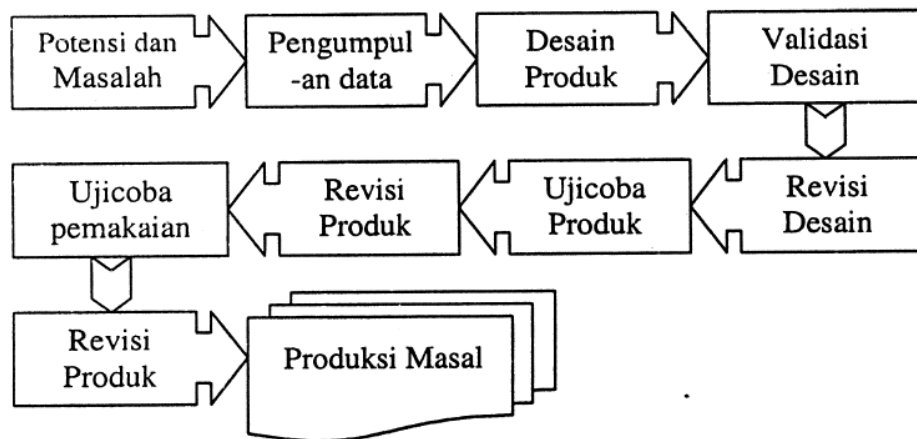 Potensi dan
Masalah
Pengumpul
-an data
Desain
Produk
Validasi
Desain
Ujicoba
pemakaian
Revisi
Produk
Ujicoba
Produk
Revisi
Desain
Revisi
Produk
Produksi Masal